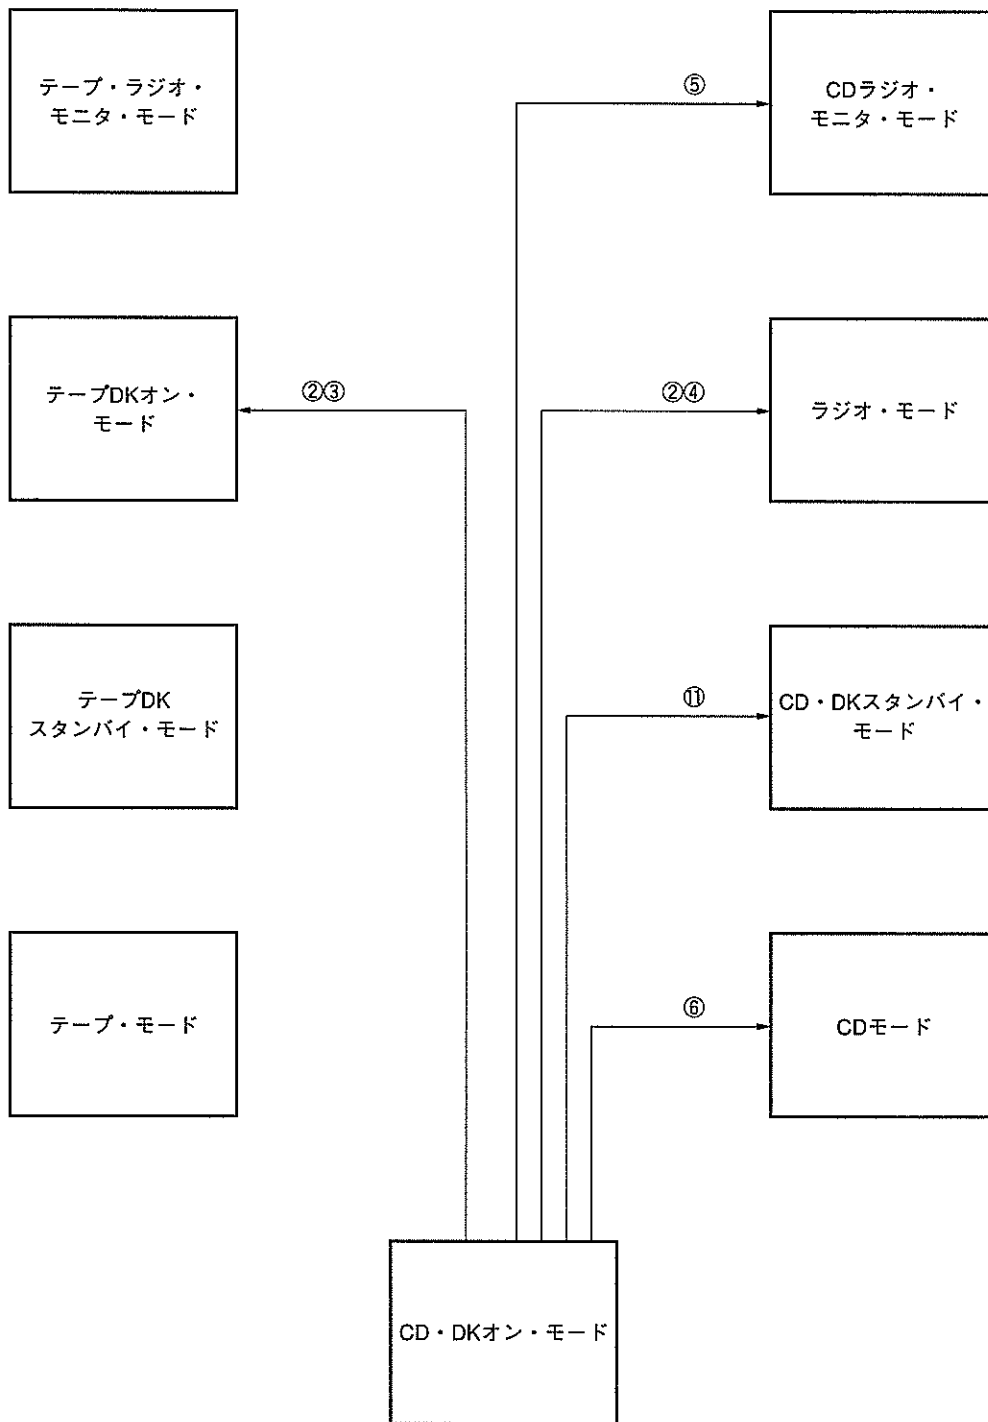 テープ・ラジオ・
モニタ・モード
⑤
CDラジオ・
モニタ・モード
テープDKオン・
モード
②③
②④
ラジオ・モード
テープDK
スタンバイ・モード
⑪
CD・DKスタンバイ・
モード
テープ・モード
⑥
CDモード
CD・DKオン・モード